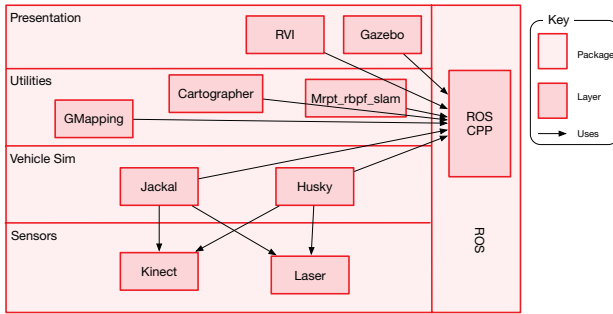 Presentation
RVI
Gazebo
Utilities
Cartographer
Mrpt_rbpf_slam
GMapping
ROS
CPP
Vehicle Sim
Jackal
Husky
Sensors
Kinect
Laser
ROS
Key
Package
Layer
Uses